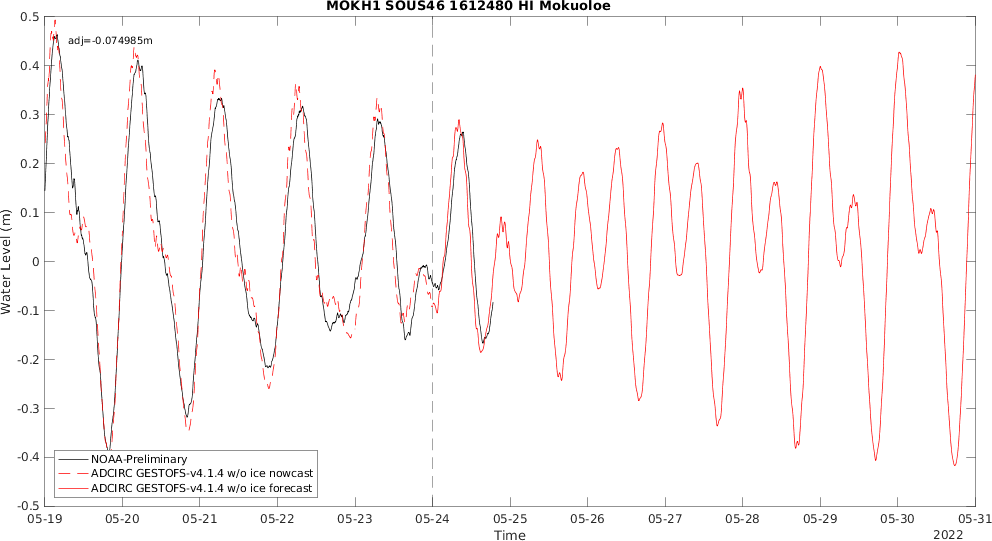 MOKH1 SOUS46 1612480 HI Mokuoloe
adj=-0.074985m
Water Level (m)
0.5
0.4
0.3
0.2
0.1
0
-0.1
-0.2
-0.3
-0.4
-0.5
NOAA-Preliminary
ADCIRC GESTOFS-v4.1.4 w/o ice nowcast
ADCIRC GESTOFS-v4.1.4 w/o ice forecast
05-19 05-20 05-21 05-22 05-23 05-24 05-25 05-26 05-27 05-28 05-29 05-30 05-31
Time
2022